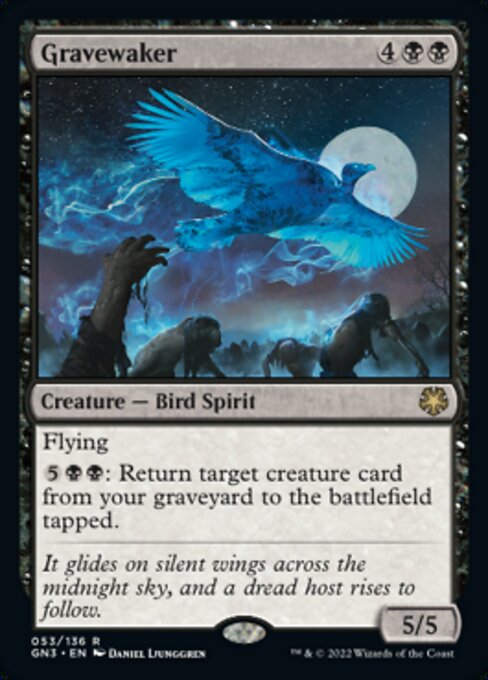 Gravewaker 4
Creature — Bird Spirit
Flying
5: Return target creature card
from your graveyard to the battlefield
tapped.
It glides on silent wings across the
midnight sky, and a dread host rises to
follow.
5/5
053/136 R
GN3 • EN Daniel Ljunggren
™ & © 2022 Wizards of the Coast